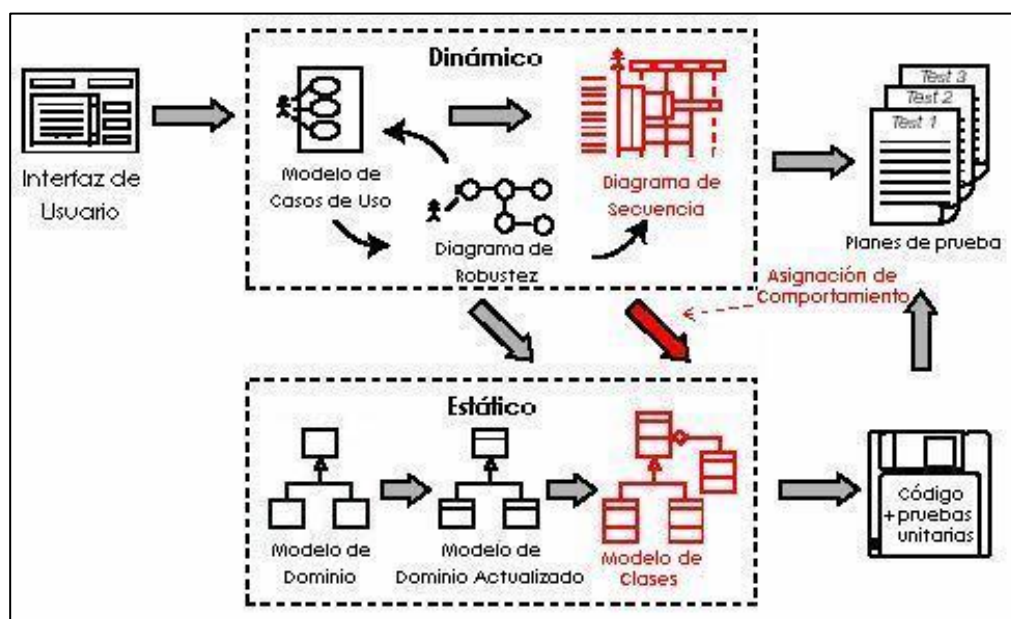 Dinámico
Interfaz de
Usuario
Modelo de
Casos de Uso
Diagrama de
Robustez
Diagrama de
Secuencia
Test 3
Test 2
Test 1
Planes de prueba
Asignación de
Comportamiento
Estático
Modelo de
Dominio
Modelo de
Dominio Actualizado
Modelo de
Clases
Código
+ pruebas
unitarias